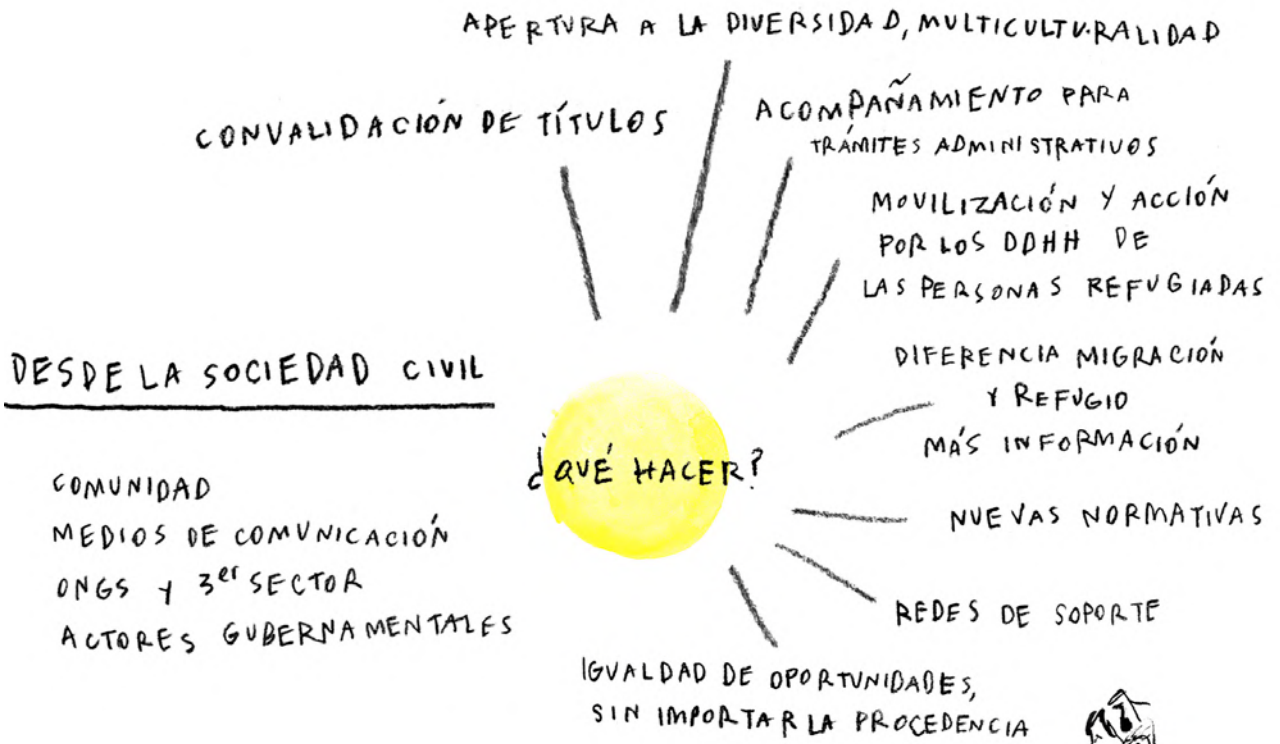 APERTURA A LA DIVERSIDAD, MULTICULTURALIDAD
CONVALIDACIÓN DE TÍTULOS
ACOMPAÑAMIENTO PARA
TRÁMITES ADMINISTRATIVOS
MOVILIZACIÓN Y ACCIÓN
POR LOS DDHH DE
LAS PERSONAS REFUGIADAS
DESDE LA SOCIEDAD CIVIL
DIFERENCIA MIGRACIÓN
Y REFUGIO
MÁS INFORMACIÓN
¿QUÉ HACER?
COMUNIDAD
MEDIOS DE COMUNICACIÓN
ONGS Y 3er SECTOR
ACTORES GUBERNAMENTALES
NUEVAS NORMATIVAS
REDES DE SOPORTE
IGUALDAD DE OPORTUNIDADES,
SIN IMPORTAR LA PROCEDENCIA